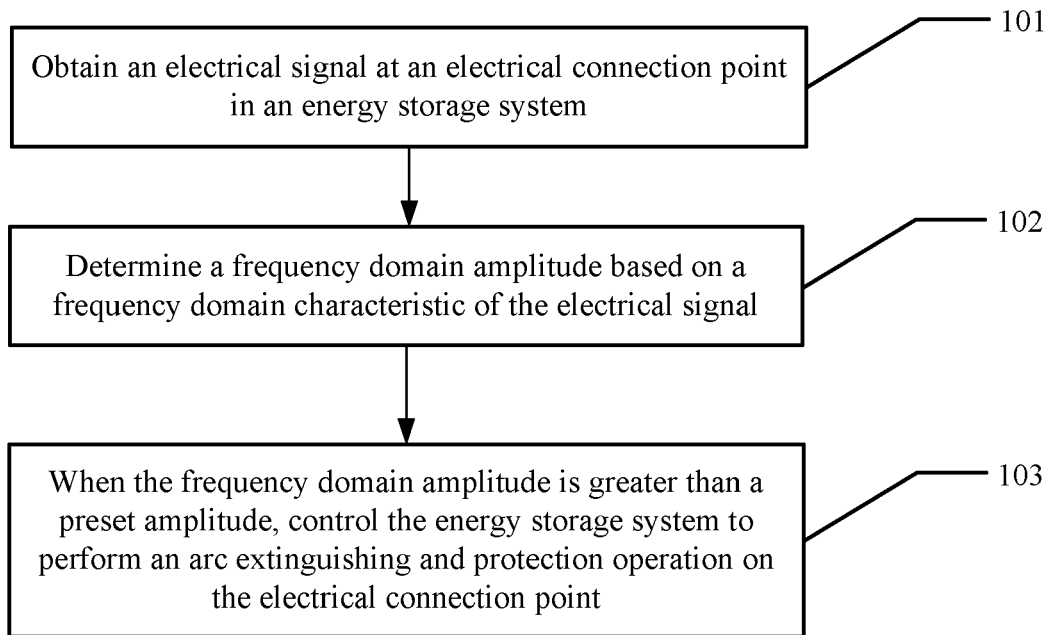 101
Obtain an electrical signal at an electrical connection point
in an energy storage system
102
Determine a frequency domain amplitude based on a
frequency domain characteristic of the electrical signal
103
When the frequency domain amplitude is greater than a
preset amplitude, control the energy storage system to
perform an arc extinguishing and protection operation on
the electrical connection point